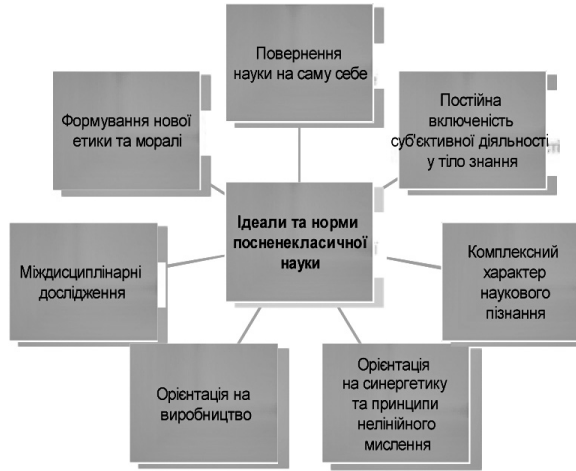 Повернення
науки на саму себе
Постійна
включеність
суб'єктивної діяльності
у тіло знання
Комплексний
характер
наукового
пізнання
Орієнтація
на синергетику
та принципи
нелінійного
мислення
Орієнтація на
виробництво
Міждисциплінарні
дослідження
Формування нової
етики та моралі
Ідеали та норми
посненекласичної
науки